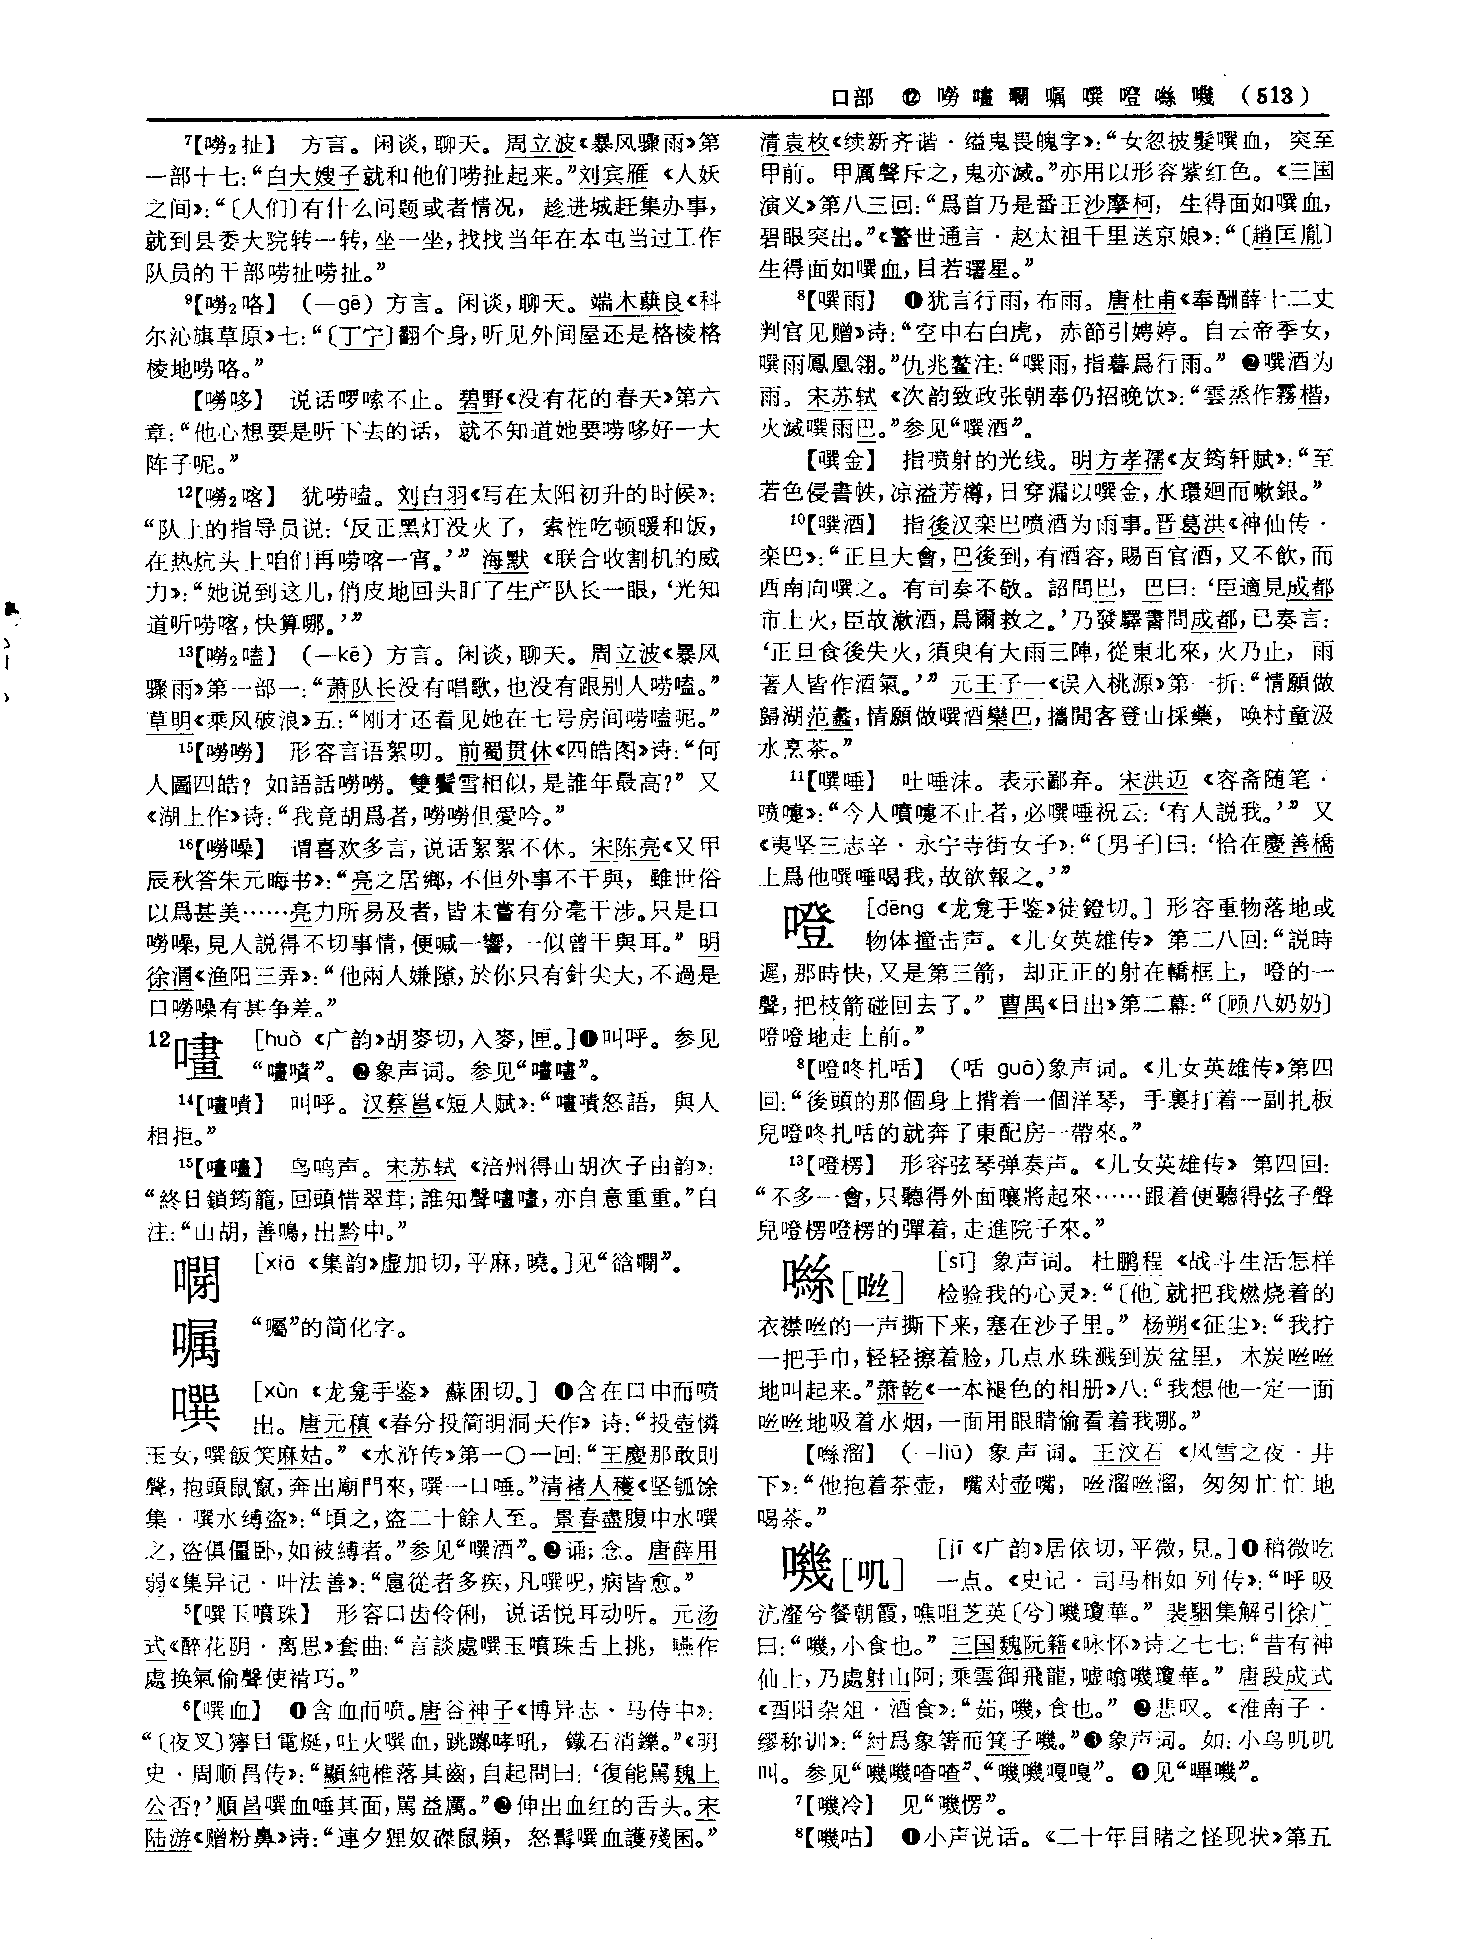 口部 ⑫ 嘮嚍㘎嘱噀噔噝嘰 (513)
⁷【嘮₂扯】 方言。闲谈，聊天。周立波《暴风骤雨》第
一部十七：“白大嫂子就和他们唠扯起来。”刘宾雁《人妖
之间》：“〔人们〕有什么问题或者情况，趁进城赶集办事，
就到县委大院转一转，坐一坐，找找当年在本屯当过工作
队员的干部唠扯唠扯。”
⁹【嘮₂咯】 （—gē）方言。闲谈，聊天。端木蕻良《科
尔沁旗草原》七：“〔丁宁〕翻个身，听见外间屋还是格棱格
棱地唠咯。”
【嘮哆】 说话啰嗦不止。碧野《没有花的春天》第六
章：“他心想要是听下去的话，就不知道她要唠哆好一大
阵子呢。”
¹²【嘮₂喀】 犹唠嗑。刘白羽《写在太阳初升的时候》：
“队上的指导员说：‘反正黑灯没火了，索性吃顿暖和饭，
在热炕头上咱们再唠喀一宵。’”海默《联合收割机的威
力》：“她说到这儿，俏皮地回头盯了生产队长一眼，‘光知
道听唠喀，快算哪。’”
¹³【嘮₂嗑】 （—kē）方言。闲谈，聊天。周立波《暴风
骤雨》第一部一：“萧队长没有唱歌，也没有跟别人唠嗑。”
草明《乘风破浪》五：“刚才还看见她在七号房间唠嗑呢。”
¹⁵【嘮嘮】 形容言语絮叨。前蜀贯休《四皓图》诗：“何
人圖四皓？如語話嘮嘮。雙鬢雪相似，是誰年最高？”又
《湖上作》诗：“我竟胡爲者，嘮嘮但愛吟。”
¹⁶【嘮噪】 谓喜欢多言，说话絮絮不休。宋陈亮《又甲
辰秋答朱元晦书》：“亮之居鄉，不但外事不干與，雖世俗
以爲甚美……亮力所易及者，皆未嘗有分毫干涉。只是口
嘮噪，見人説得不切事情，便喊一響，一似曾干與耳。”明
徐渭《渔阳三弄》：“他兩人嫌隙，於你只有針尖大，不過是
口嘮噪有甚争差。”
12嚍 [huò《广韵》胡麥切，入麥，匣。]❶叫呼。参见
“嚍嘳”。❷象声词。参见“嚍嚍”。
¹⁴【嚍嘳】 叫呼。汉蔡邕《短人赋》：“嚍嘳怒語，與人
相拒。”
¹⁵【嚍嚍】 鸟鸣声。宋苏轼《涪州得山胡次子由韵》：
“終日鎖筠籠，回頭惜翠茸；誰知聲嚍嚍，亦自意重重。”自
注：“山胡，善鳴，出黔中。”
㘎 [xiā《集韵》虚加切，平麻，曉。]见“谽㘎”。
嘱 “囑”的简化字。
噀 [xùn《龙龛手鉴》蘇困切。]❶含在口中而喷
出。唐元稹《春分投简明洞天作》诗：“投壺憐
玉女，噀飯笑麻姑。”《水浒传》第一〇一回：“王慶那敢則
聲，抱頭鼠竄，奔出廟門來，噀一口唾。”清褚人穫《坚瓠馀
集·噀水缚盗》：“頃之，盗二十餘人至。景春盡腹中水噀
之，盗俱僵卧，如被縛者。”参见“噀酒”。❷诵；念。唐薛用
弱《集异记·叶法善》：“扈從者多疾，凡噀呪，病皆愈。”
⁵【噀玉噴珠】 形容口齿伶俐，说话悦耳动听。元汤
式《醉花阴·离思》套曲：“言談處噀玉噴珠舌上挑，嚥作
處换氣偷聲使褙巧。”
⁶【噀血】 ❶含血而喷。唐谷神子《博异志·马侍中》：
“〔夜叉〕獰目電烻，吐火噀血，跳躑哮吼，鐵石消鑠。”《明
史·周顺昌传》：“顯純椎落其齒，自起問曰：‘復能駡魏上
公否？’順昌噀血唾其面，駡益厲。”❷伸出血红的舌头。宋
陆游《赠粉鼻》诗：“連夕狸奴磔鼠頻，怒髯噀血護殘囷。”
清袁枚《续新齐谐·缢鬼畏魄字》：“女忽披髮噀血，突至
甲前。甲厲聲斥之，鬼亦滅。”亦用以形容紫红色。《三国
演义》第八三回：“爲首乃是番王沙摩柯，生得面如噀血，
碧眼突出。”《警世通言·赵太祖千里送京娘》：“〔趙匡胤〕
生得面如噀血，目若曙星。”
⁸【噀雨】 ❶犹言行雨，布雨。唐杜甫《奉酬薛十二丈
判官见赠》诗：“空中右白虎，赤節引娉婷。自云帝季女，
噀雨鳳凰翎。”仇兆鳌注：“噀雨，指暮爲行雨。”❷噀酒为
雨。宋苏轼《次韵致政张朝奉仍招晚饮》：“雲烝作霧楷，
火滅噀雨巴。”参见“噀酒”。
【噀金】 指喷射的光线。明方孝孺《友筠轩赋》：“至
若色侵書帙，凉溢芳樽，日穿漏以噀金，水環廻而嗽銀。”
¹⁰【噀酒】 指後汉栾巴喷酒为雨事。晋葛洪《神仙传·
栾巴》：“正旦大會，巴後到，有酒容，賜百官酒，又不飲，而
西南向噀之。有司奏不敬。詔問巴，巴曰：‘臣適見成都
市上火，臣故漱酒，爲爾救之。’乃發驛書問成都，已奏言：
‘正旦食後失火，須臾有大雨三陣，從東北來，火乃止，雨
著人皆作酒氣。’”元王子一《误入桃源》第一折：“情願做
歸湖范蠡，情願做噀酒欒巴，攜閒客登山採藥，唤村童汲
水烹茶。”
¹¹【噀唾】 吐唾沫。表示鄙弃。宋洪迈《容斋随笔·
喷嚏》：“今人噴嚏不止者，必噀唾祝云：‘有人説我。’”又
《夷坚三志辛·永宁寺街女子》：“〔男子〕曰：‘恰在慶善橋
上爲他噀唾喝我，故欲報之。’”
噔 [dēng《龙龛手鉴》徒鐙切。]形容重物落地或
物体撞击声。《儿女英雄传》第二八回：“説時
遲，那時快，又是第三箭，却正正的射在轎框上，噔的一
聲，把枝箭碰回去了。”曹禺《日出》第二幕：“〔顾八奶奶〕
噔噔地走上前。”
⁸【噔咚扎咶】 （咶 guā）象声词。《儿女英雄传》第四
回：“後頭的那個身上揹着一個洋琴，手裏打着一副扎板
兒噔咚扎咶的就奔了東配房一帶來。”
¹³【噔楞】 形容弦琴弹奏声。《儿女英雄传》第四回：
“不多一會，只聽得外面嚷將起來……跟着便聽得弦子聲
兒噔楞噔楞的彈着，走進院子來。”
噝[咝] [sī]象声词。杜鹏程《战斗生活怎样
检验我的心灵》：“〔他〕就把我燃烧着的
衣襟咝的一声撕下来，塞在沙子里。”杨朔《征尘》：“我拧
一把手巾，轻轻擦着脸，几点水珠溅到炭盆里，木炭咝咝
地叫起来。”萧乾《一本褪色的相册》八：“我想他一定一面
咝咝地吸着水烟，一面用眼睛偷看着我哪。”
【噝溜】 （—liū）象声词。王汶石《风雪之夜·井
下》：“他抱着茶壶，嘴对壶嘴，咝溜咝溜，匆匆忙忙地
喝茶。”
嘰[叽] [jī《广韵》居依切，平微，見。]❶稍微吃
一点。《史记·司马相如列传》：“呼吸
沆瀣兮餐朝霞，噍咀芝英〔兮〕嘰瓊華。”裴駰集解引徐广
曰：“嘰，小食也。”三国魏阮籍《咏怀》诗之七七：“昔有神
仙士，乃處射山阿；乘雲御飛龍，嘘噏嘰瓊華。”唐段成式
《酉阳杂俎·酒食》：“茹，嘰，食也。”❷悲叹。《淮南子·
缪称训》：“紂爲象箸而箕子嘰。”❸象声词。如：小鸟叽叽
叫。参见“嘰嘰喳喳”、“嘰嘰嘎嘎”。❹见“嗶嘰”。
⁷【嘰冷】 见“嘰愣”。
⁸【嘰咕】 ❶小声说话。《二十年目睹之怪现状》第五